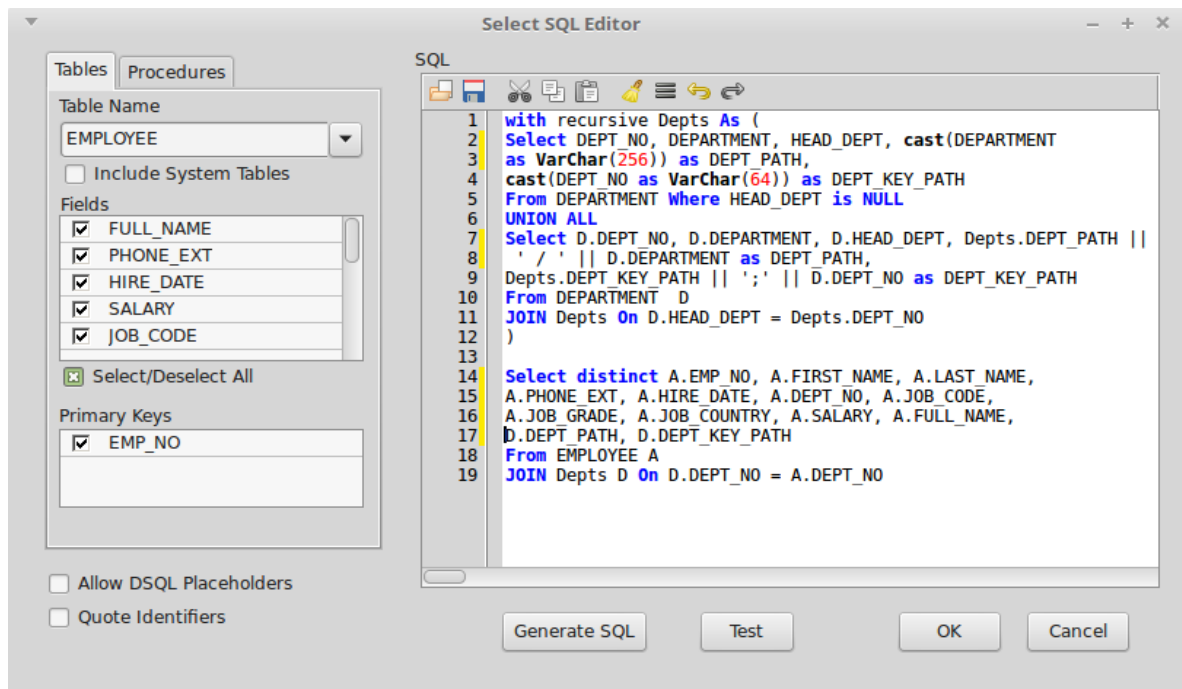 Select SQL Editor
Tables
Procedures
Table Name
EMPLOYEE
Include System Tables
Fields
FULL_NAME
PHONE_EXT
HIRE_DATE
SALARY
JOB_CODE
Select/Deselect All
Primary Keys
EMP_NO
Allow DSQL Placeholders
Quote Identifiers
SQL
1 with recursive Depts As (
2 Select DEPT_NO, DEPARTMENT, HEAD_DEPT, cast(DEPARTMENT
3 as VarChar(256)) as DEPT_PATH,
4 cast(DEPT_NO as VarChar(64)) as DEPT_KEY_PATH
5 From DEPARTMENT Where HEAD_DEPT is NULL
6 UNION ALL
7 Select D.DEPT_NO, D.DEPARTMENT, D.HEAD_DEPT, Depts.DEPT_PATH ||
8 ' / ' || D.DEPARTMENT as DEPT_PATH,
9 Depts.DEPT_KEY_PATH || ';' || D.DEPT_NO as DEPT_KEY_PATH
10 From DEPARTMENT  D
11 JOIN Depts On D.HEAD_DEPT = Depts.DEPT_NO
12 )
13
14 Select distinct A.EMP_NO, A.FIRST_NAME, A.LAST_NAME,
15 A.PHONE_EXT, A.HIRE_DATE, A.DEPT_NO, A.JOB_CODE,
16 A.JOB_GRADE, A.JOB_COUNTRY, A.SALARY, A.FULL_NAME,
17 D.DEPT_PATH, D.DEPT_KEY_PATH
18 From EMPLOYEE A
19 JOIN Depts D On D.DEPT_NO = A.DEPT_NO
Generate SQL
Test
OK
Cancel